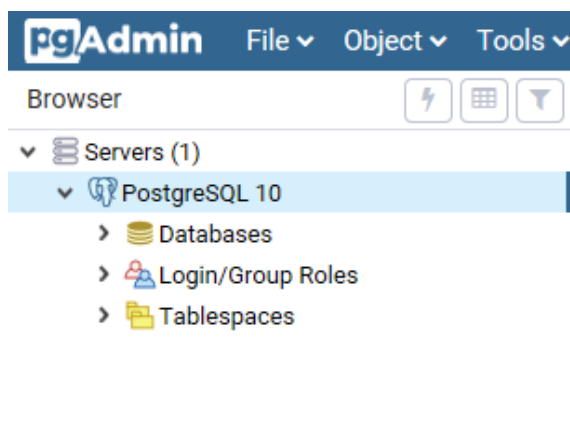 pgAdmin File Object Tools
Browser
Servers (1)
PostgreSQL 10
Databases
Login/Group Roles
Tablespaces